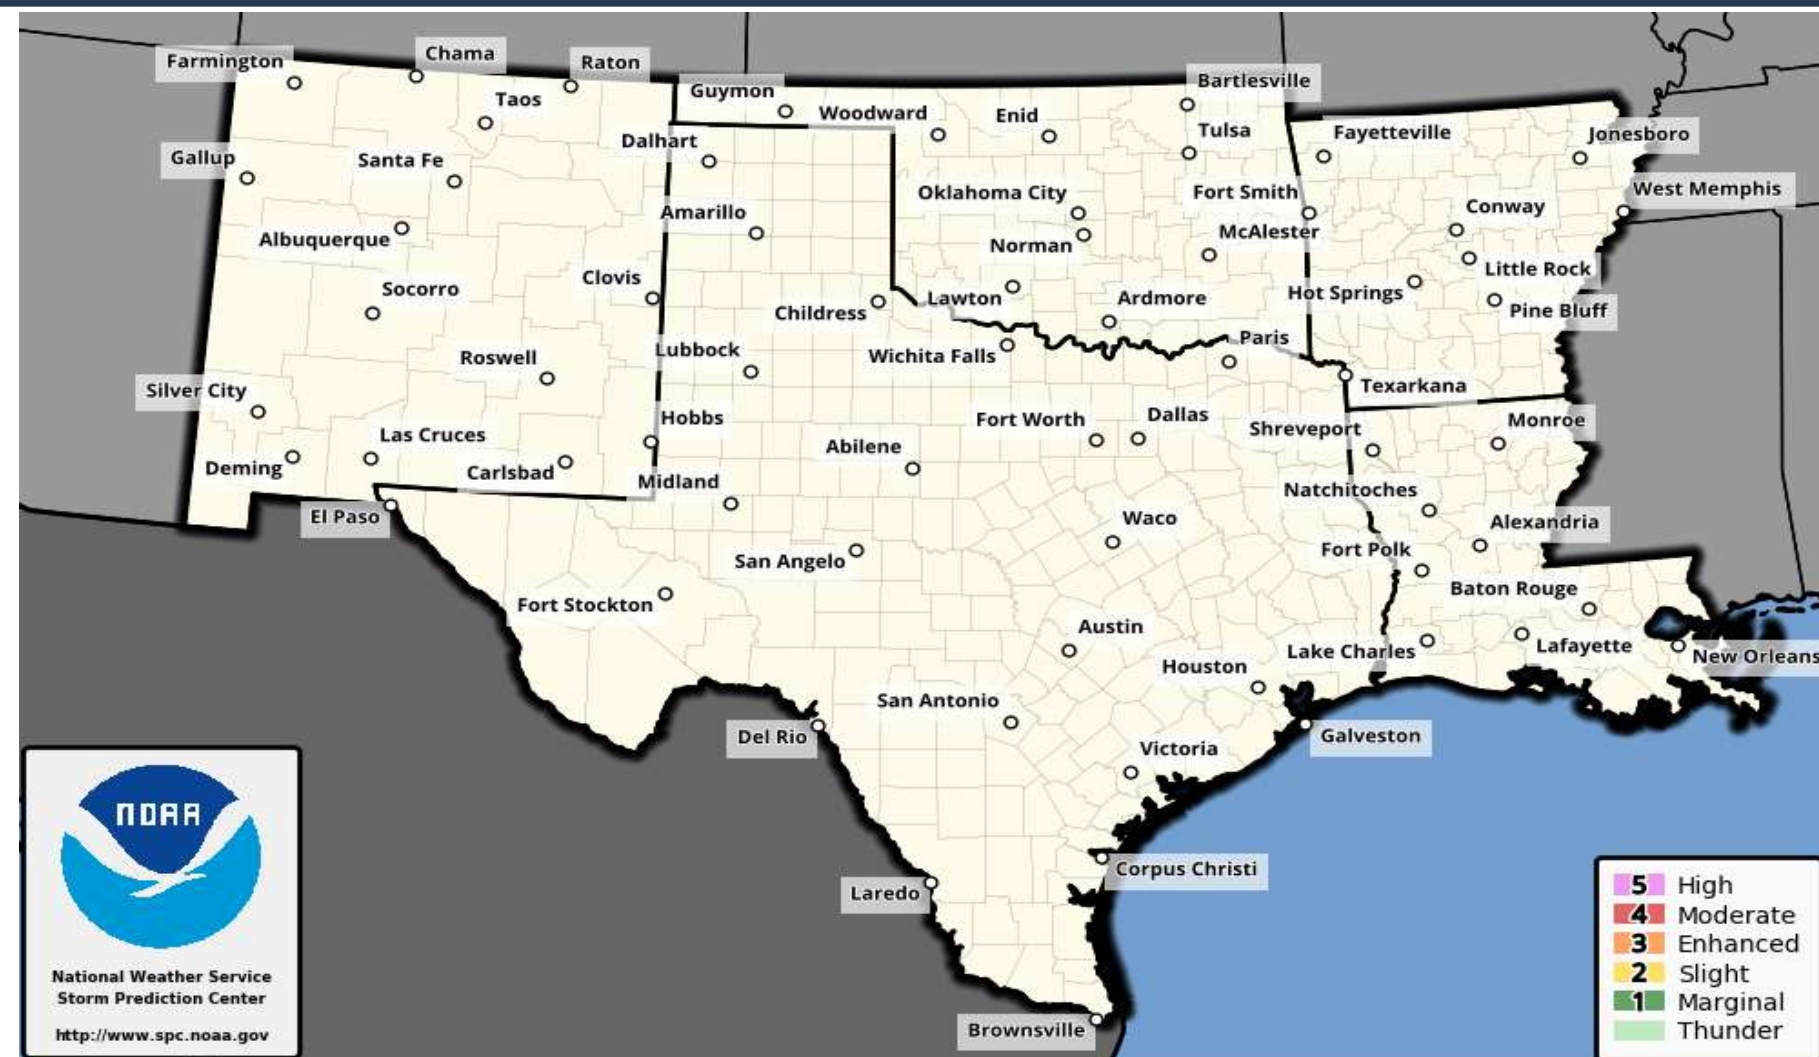 Farmington
Chama
Raton
Taos
Guymon
Woodward
Enid
Bartlesville
Tulsa
Fayetteville
Jonesboro
Gallup
Santa Fe
Dalhart
Oklahoma City
Fort Smith
West Memphis
Conway
Albuquerque
Amarillo
Norman
McAlester
Little Rock
Socorro
Clovis
Childress
Lawton
Ardmore
Hot Springs
Pine Bluff
Roswell
Lubbock
Wichita Falls
Paris
Texarkana
Silver City
Las Cruces
Hobbs
Abilene
Fort Worth
Dallas
Shreveport
Monroe
Deming
Carlsbad
Midland
Natchitoches
El Paso
San Angelo
Waco
Alexandria
Fort Polk
Fort Stockton
Baton Rouge
Austin
Houston
Lake Charles
Lafayette
New Orleans
San Antonio
Del Rio
Victoria
Galveston
Corpus Christi
Laredo
Brownsville
NOAA
National Weather Service
Storm Prediction Center
http://www.spc.noaa.gov
5 High
4 Moderate
3 Enhanced
2 Slight
1 Marginal
Thunder